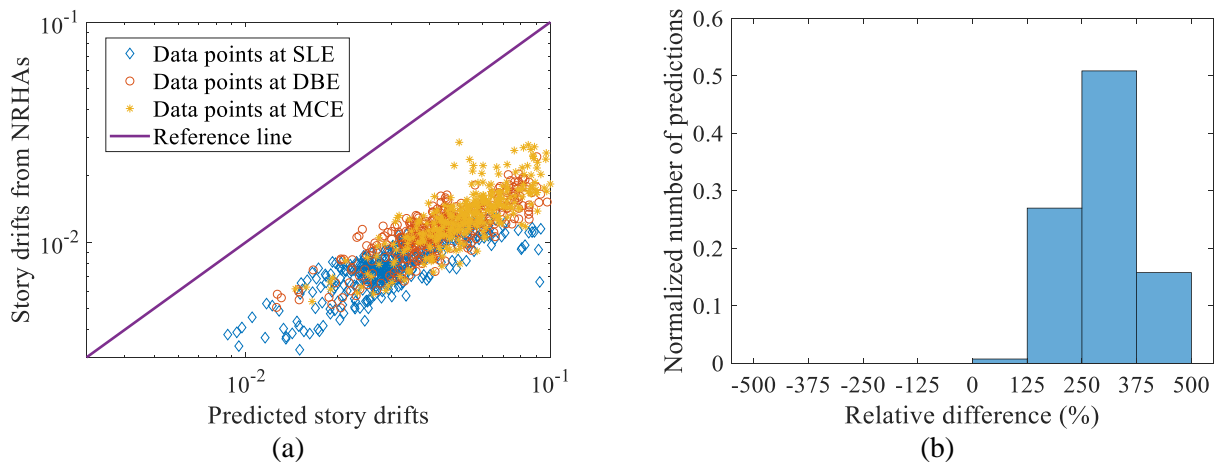 10-1
Data points at SLE
Data points at DBE
Data points at MCE
Reference line
Story drifts from NRHAs
10-2
10-2
10-1
Predicted story drifts
(a)
0.6
0.5
0.4
0.3
0.2
0.1
0
Normalized number of predictions
-500 -375 -250 -125 0 125 250 375 500
Relative difference (%)
(b)